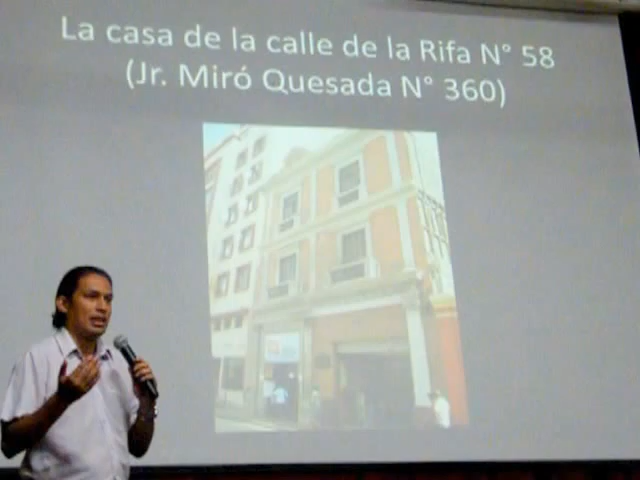 La casa de la calle de la Rifa N° 58
(Jr. Miró Quesada N° 360)